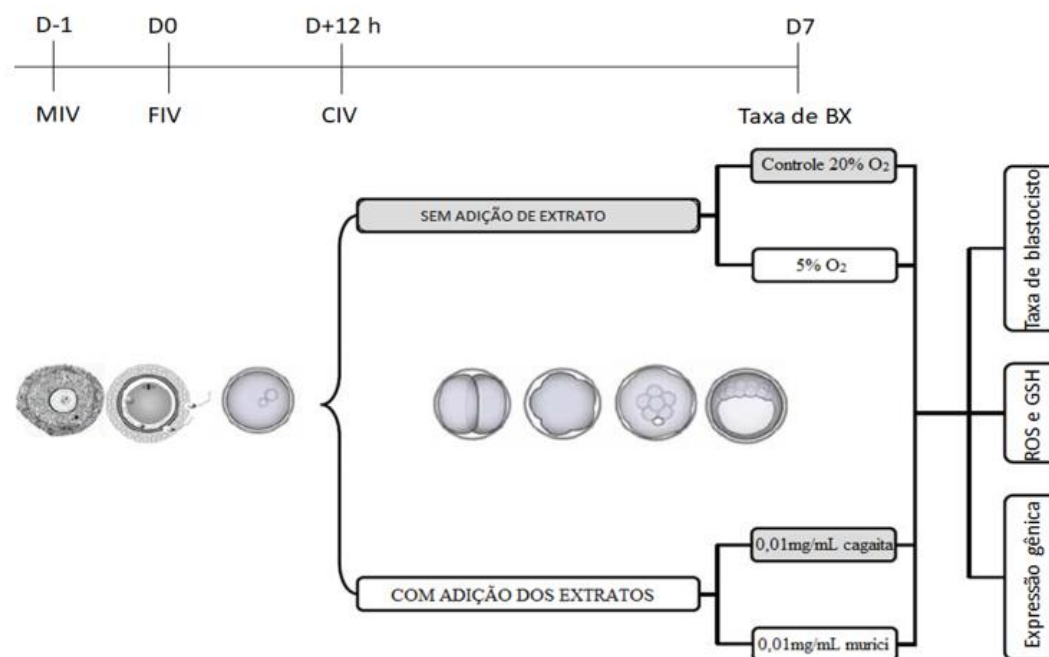 D-1 D0 D+12 h D7
MIV FIV CIV Taxa de BX
Controle 20% O₂
SEM ADIÇÃO DE EXTRATO
5% O₂
Taxa de blastocisto
ROS e GSH
Expressão gênica
0,01mg/mL cagaita
COM ADIÇÃO DOS EXTRATOS
0,01mg/mL murici